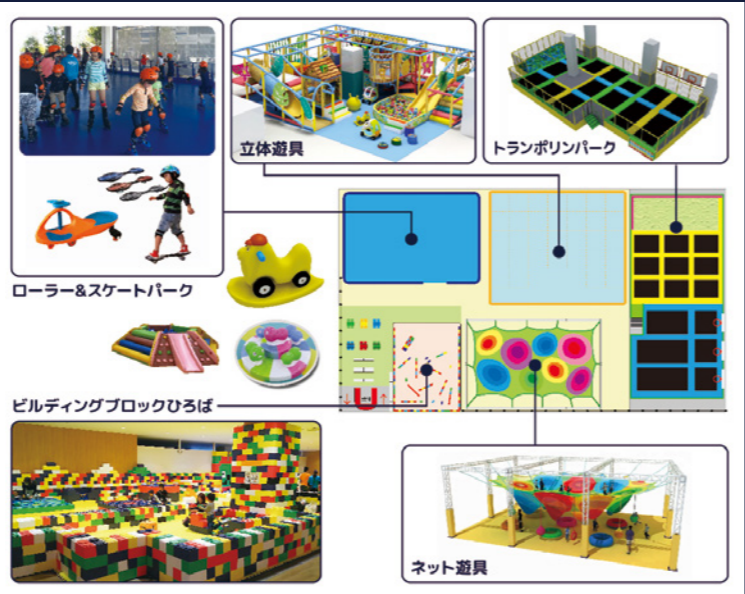 立体遊具
トランポリンパーク
ローラー&スケートパーク
ビルディングブロックひろば
ネット遊具